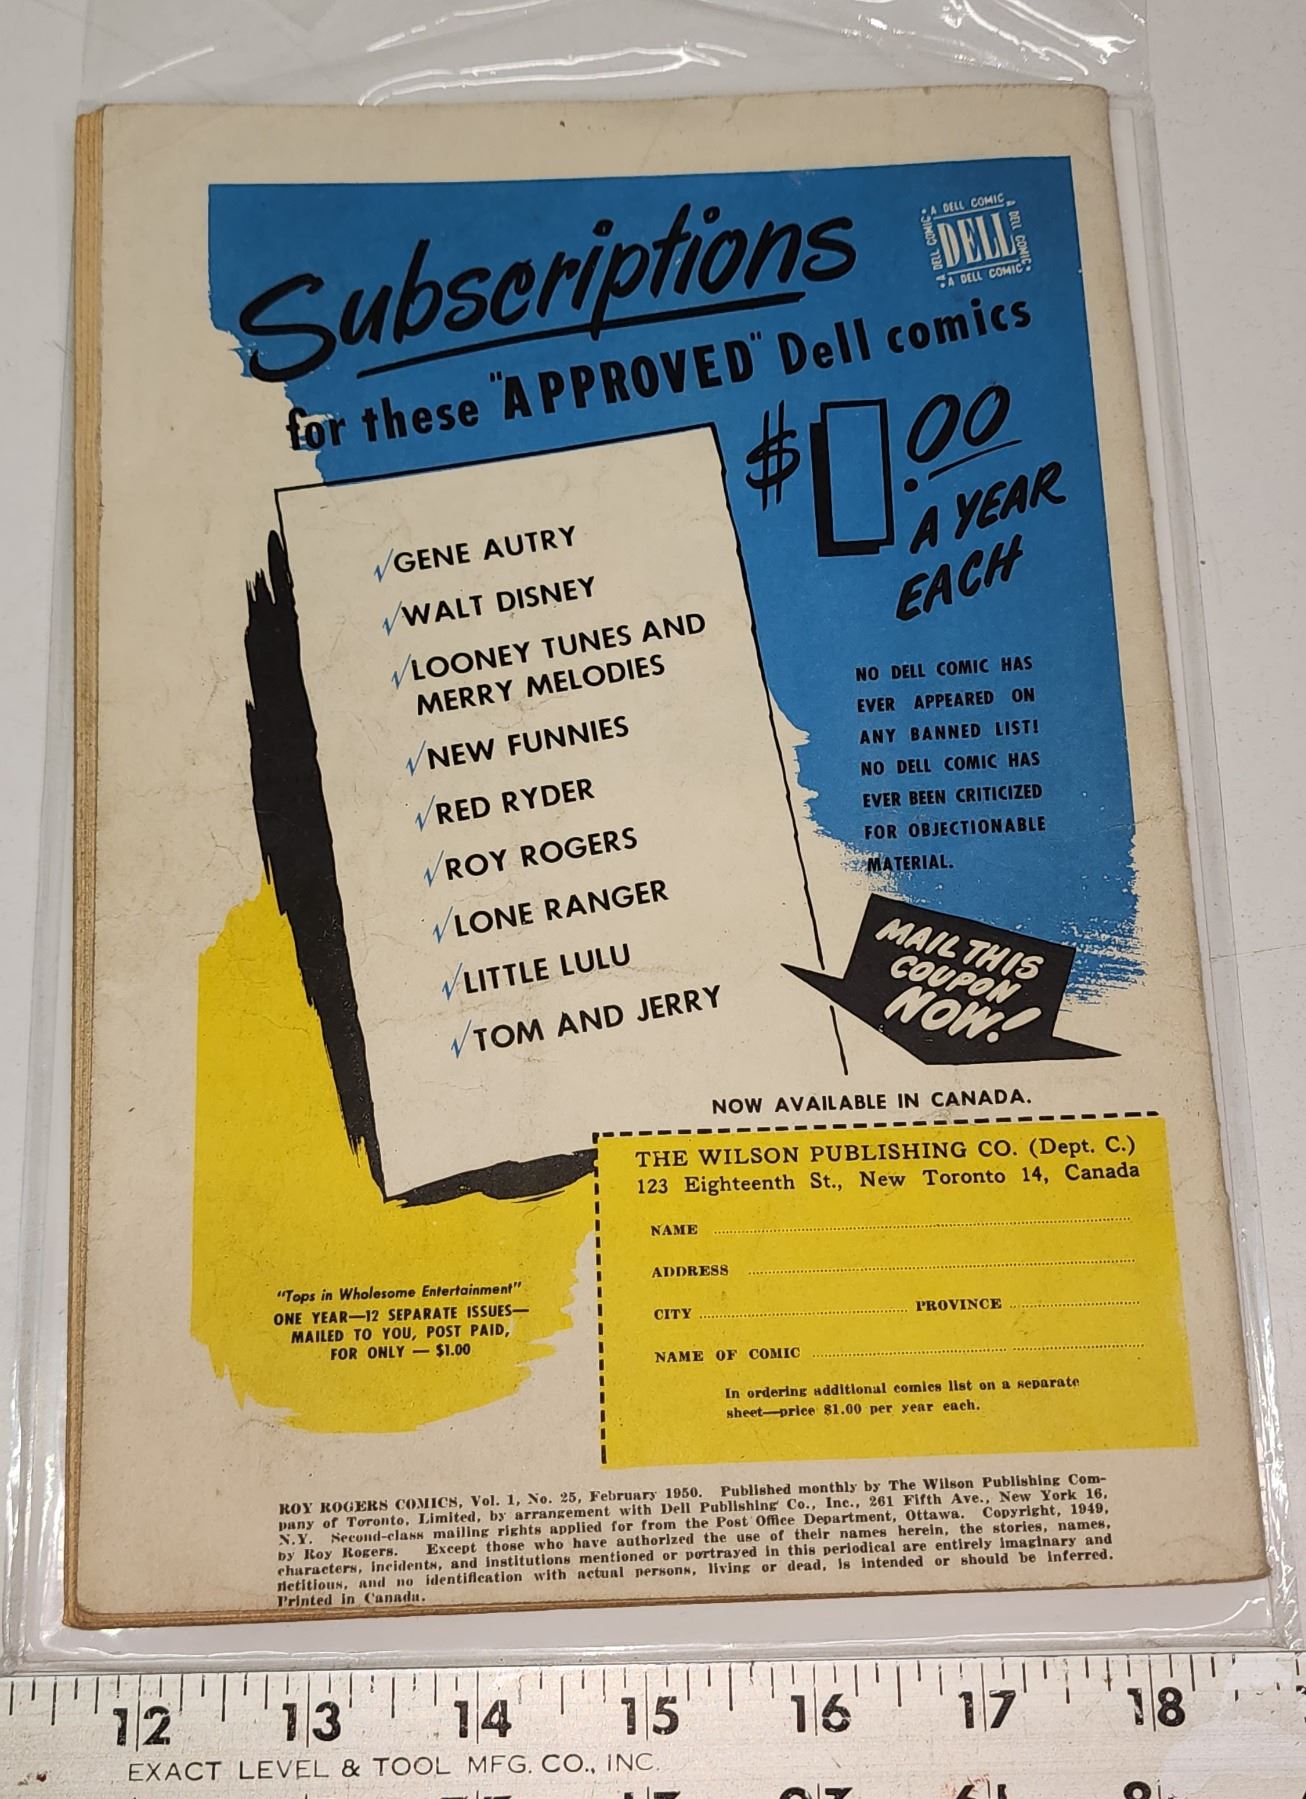 Subscriptions
A DELL COMIC
A DELL COMIC
DELL
A DELL COMIC
A DELL COMIC
for these "APPROVED" Dell comics
$ .00
A YEAR
EACH
√GENE AUTRY
√WALT DISNEY
√LOONEY TUNES AND
MERRY MELODIES
√NEW FUNNIES
√RED RYDER
√ROY ROGERS
√LONE RANGER
√LITTLE LULU
√TOM AND JERRY
NO DELL COMIC HAS
EVER APPEARED ON
ANY BANNED LIST!
NO DELL COMIC HAS
EVER BEEN CRITICIZED
FOR OBJECTIONABLE
MATERIAL.
MAIL THIS
COUPON
NOW!
NOW AVAILABLE IN CANADA.
THE WILSON PUBLISHING CO. (Dept. C.)
123 Eighteenth St., New Toronto 14, Canada
NAME
ADDRESS
CITY PROVINCE
NAME OF COMIC
In ordering additional comics list on a separate
sheet—price $1.00 per year each.
"Tops in Wholesome Entertainment"
ONE YEAR—12 SEPARATE ISSUES—
MAILED TO YOU, POST PAID,
FOR ONLY — $1.00
ROY ROGERS COMICS, Vol. 1, No. 25, February 1950. Published monthly by The Wilson Publishing Com-
pany of Toronto, Limited, by arrangement with Dell Publishing Co., Inc., 261 Fifth Ave., New York 16,
N.Y. Second-class mailing rights applied for from the Post Office Department, Ottawa. Copyright, 1949,
by Roy Rogers. Except those who have authorized the use of their names herein, the stories, names,
characters, incidents, and institutions mentioned or portrayed in this periodical are entirely imaginary and
fictitious, and no identification with actual persons, living or dead, is intended or should be inferred.
Printed in Canada.
12 13 14 15 16 17 18
EXACT LEVEL & TOOL MFG. CO., INC.